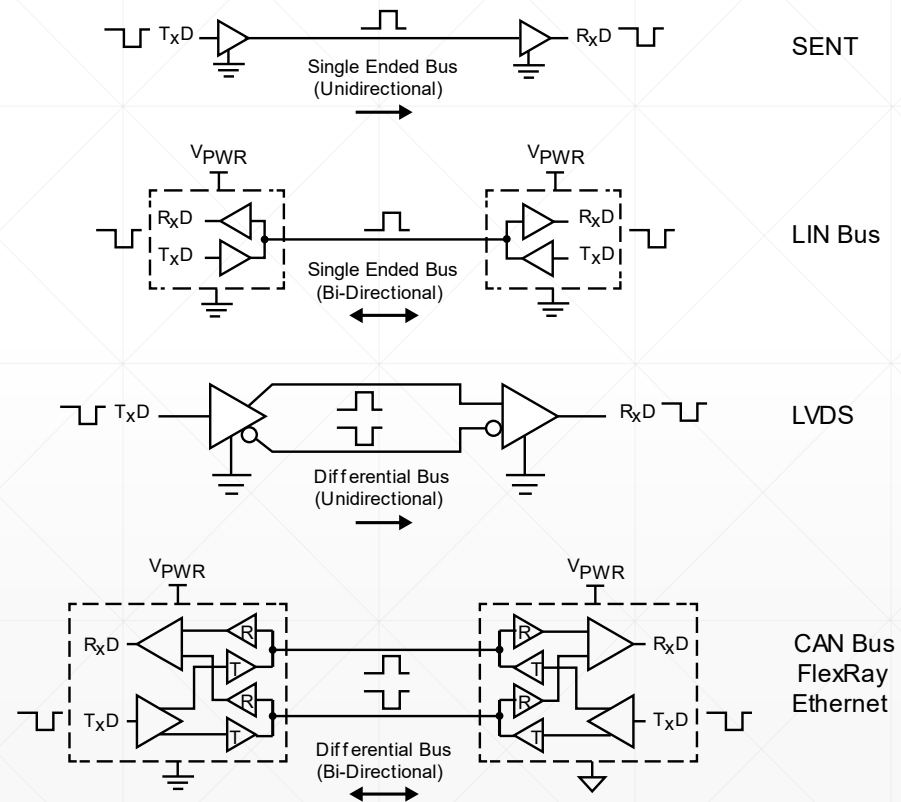 TxD
RxD
SENT
Single Ended Bus
(Unidirectional)
VPWR
VPWR
RxD
RxD
LIN Bus
TxD
TxD
Single Ended Bus
(Bi-Directional)
TxD
RxD
LVDS
Differential Bus
(Unidirectional)
VPWR
VPWR
RxD
R
R
RxD
CAN Bus
FlexRay
Ethernet
T
T
R
R
TxD
T
T
TxD
Differential Bus
(Bi-Directional)